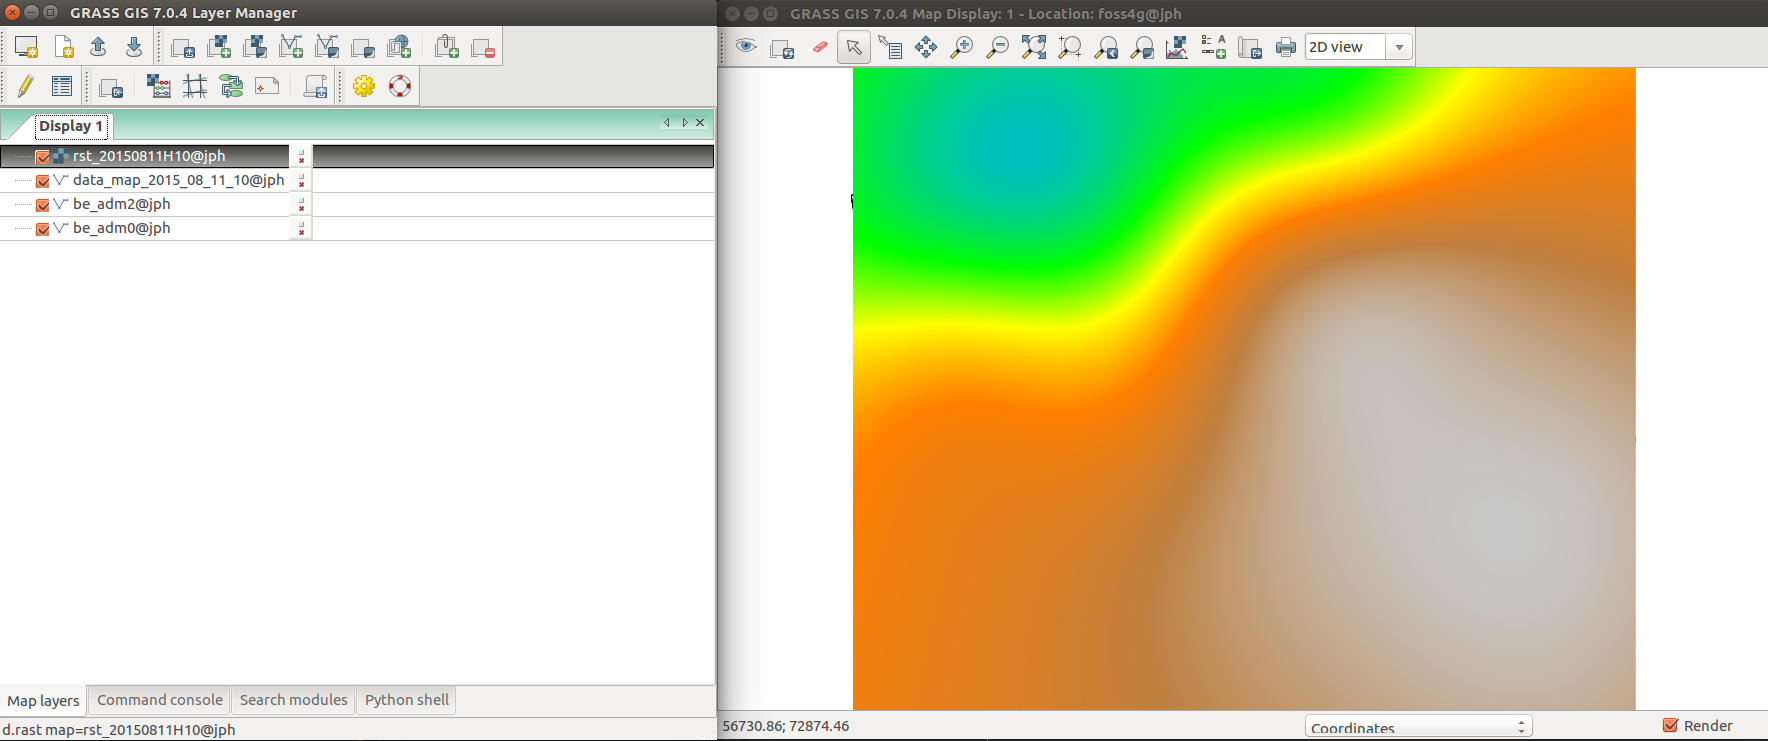 GRASS GIS 7.0.4 Layer Manager
GRASS GIS 7.0.4 Map Display: 1 - Location: foss4g@jph
2D view
Display 1
rst_20150811H10@jph
data_map_2015_08_11_10@jph
be_adm2@jph
be_adm0@jph
Map layers
Command console
Search modules
Python shell
d.rast map=rst_20150811H10@jph
56730.86; 72874.46
Coordinates
Render